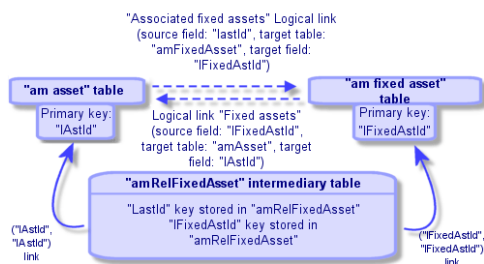 "Associated fixed assets" Logical link
(source field: "lastId", target table:
"amFixedAsset", target field:
"lFixedAstId")
"am asset" table
"am fixed asset"
table
Primary key:
"lAstId"
Logical link "Fixed assets"
(source field: "lFixedAstId",
target table: "amAsset", target
field: "lAstId")
Primary key:
"lFixedAstId"
"amRelFixedAsset" intermediary table
"LastId" key stored in "amRelFixedAsset"
"lFixedAstId" key stored in
"amRelFixedAsset"
("lAstId",
"lAstId")
link
("lFixedAstId",
"lFixedAstId")
link